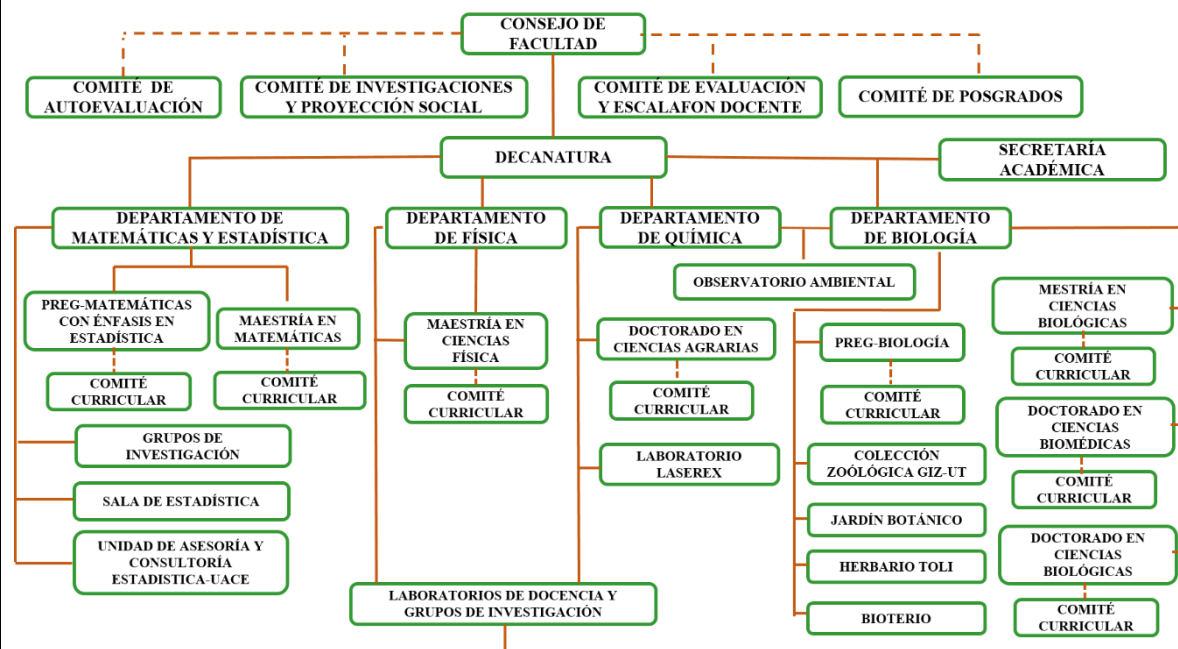 CONSEJO DE
FACULTAD
COMITÉ DE
AUTOEVALUACIÓN
COMITÉ DE INVESTIGACIONES
Y PROYECCIÓN SOCIAL
COMITÉ DE EVALUACIÓN
Y ESCALAFON DOCENTE
COMITÉ DE POSGRADOS
DECANATURA
SECRETARÍA
ACADÉMICA
DEPARTAMENTO DE
MATEMÁTICAS Y ESTADÍSTICA
DEPARTAMENTO
DE FÍSICA
DEPARTAMENTO
DE QUÍMICA
DEPARTAMENTO
DE BIOLOGÍA
OBSERVATORIO AMBIENTAL
PREG-MATEMÁTICAS
CON ÉNFASIS EN
ESTADÍSTICA
COMITÉ
CURRICULAR
MAESTRÍA EN
MATEMÁTICAS
COMITÉ
CURRICULAR
GRUPOS DE
INVESTIGACIÓN
SALA DE ESTADÍSTICA
UNIDAD DE ASESORÍA Y
CONSULTORÍA
ESTADISTICA-UACE
MAESTRÍA EN
CIENCIAS
FÍSICA
COMITÉ
CURRICULAR
DOCTORADO EN
CIENCIAS AGRARIAS
COMITÉ
CURRICULAR
LABORATORIO
LASEREX
LABORATORIOS DE DOCENCIA Y
GRUPOS DE INVESTIGACIÓN
PREG-BIOLOGÍA
COMITÉ
CURRICULAR
COLECCIÓN
ZOÓLÓGICA GIZ-UT
JARDÍN BOTÁNICO
HERBARIO TOLI
BIOTERIO
MESTRÍA EN
CIENCIAS
BIOLÓGICAS
COMITÉ
CURRICULAR
DOCTORADO EN
CIENCIAS
BIOMÉDICAS
COMITÉ
CURRICULAR
DOCTORADO EN
CIENCIAS
BIOLÓGICAS
COMITÉ
CURRICULAR